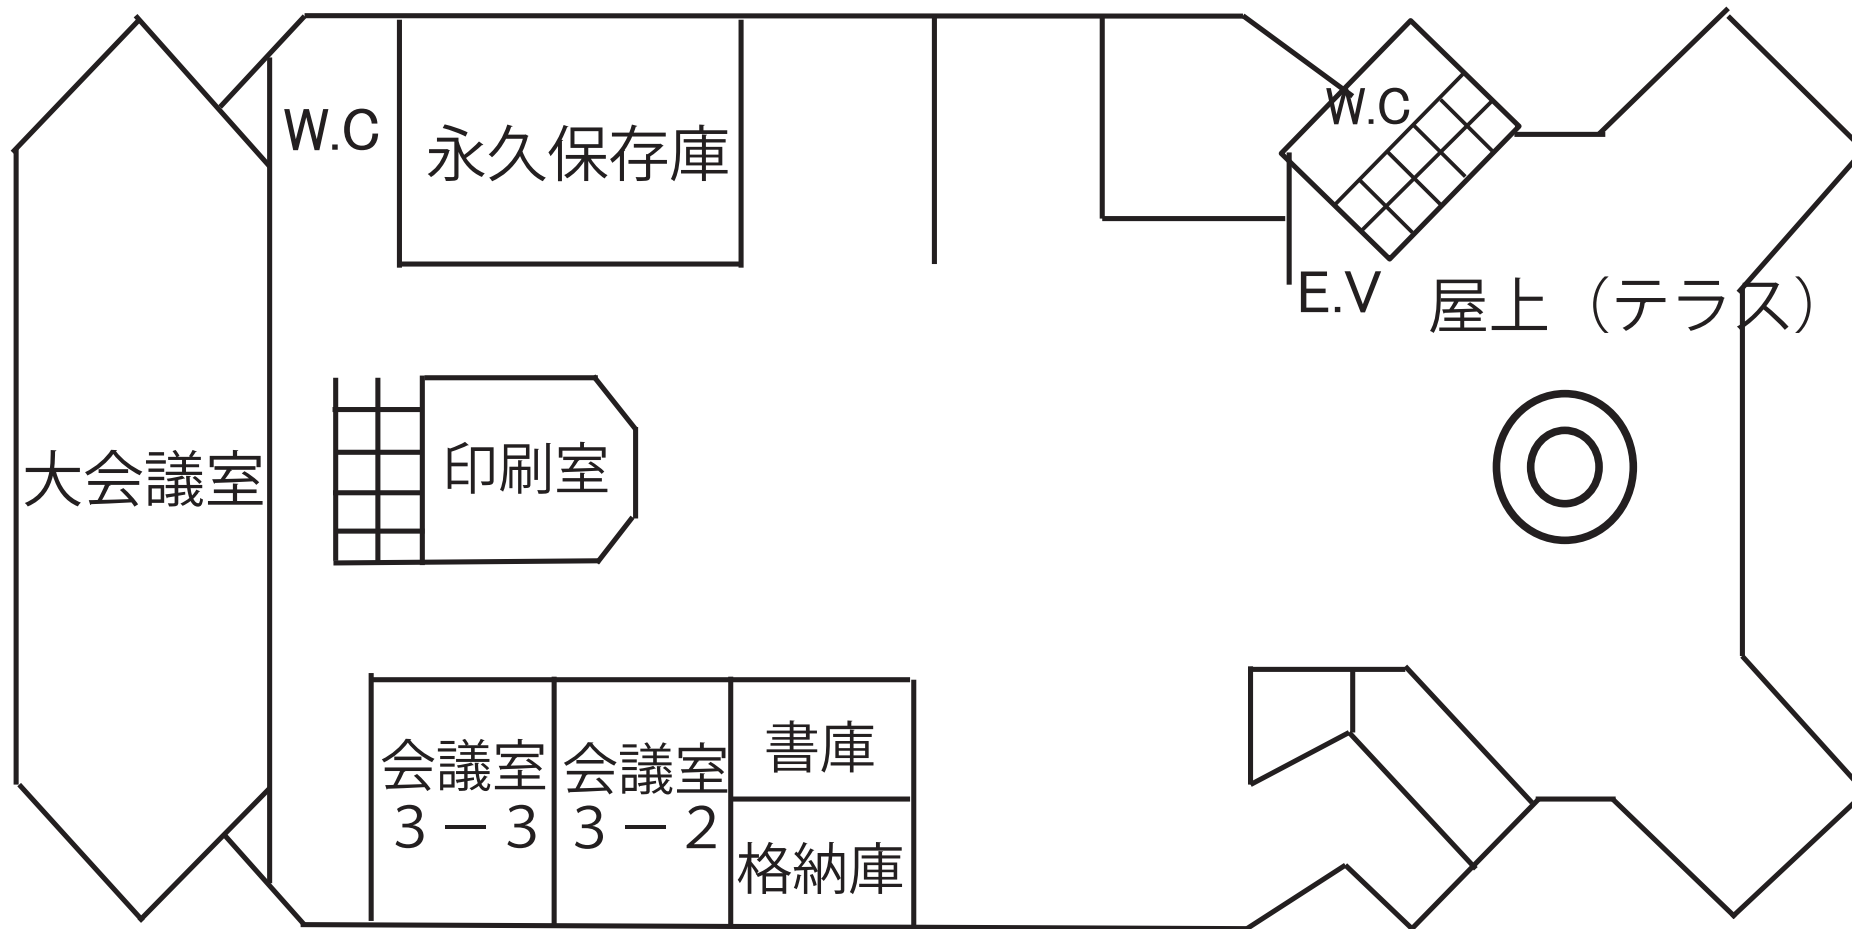 W.C
永久保存庫
W.C
E.V
屋上（テラス）
大会議室
印刷室
会議室
３－３
会議室
３－２
書庫
格納庫